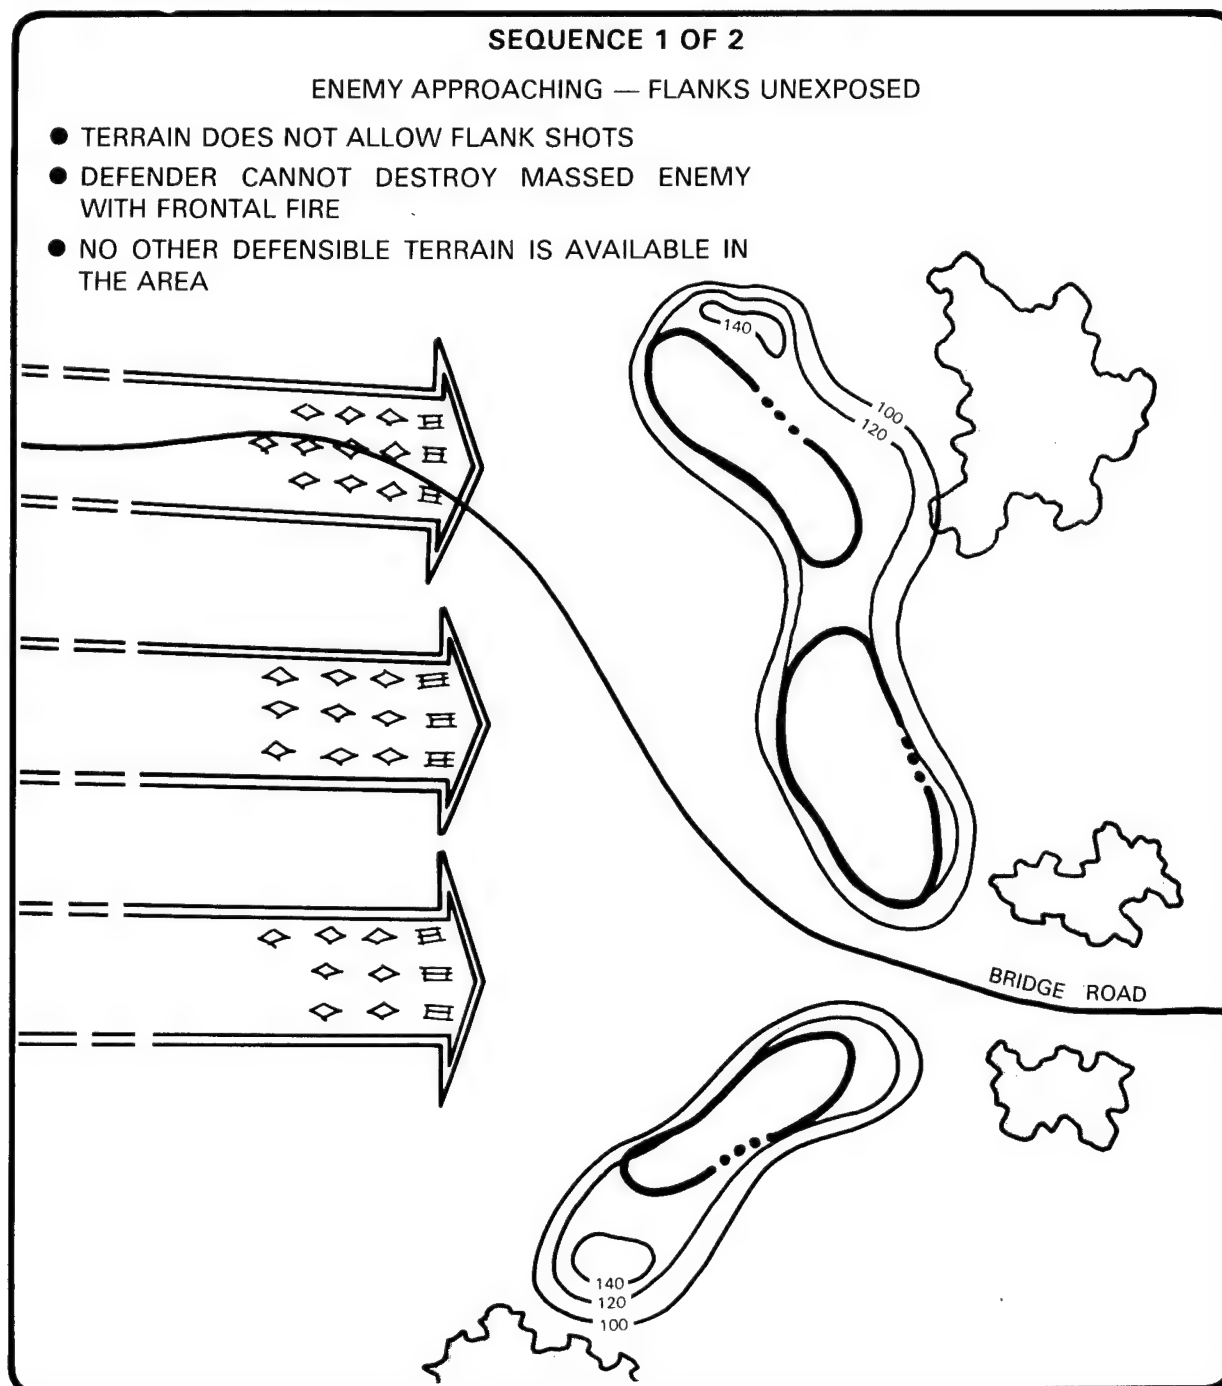 SEQUENCE 1 OF 2
ENEMY APPROACHING — FLANKS UNEXPOSED
● TERRAIN DOES NOT ALLOW FLANK SHOTS
● DEFENDER CANNOT DESTROY MASSED ENEMY
WITH FRONTAL FIRE
● NO OTHER DEFENSIBLE TERRAIN IS AVAILABLE IN
THE AREA
140
100
120
BRIDGE ROAD
140
120
100